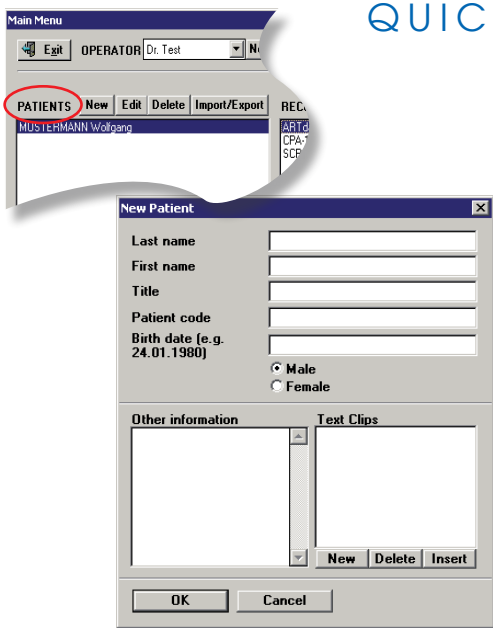 QUIC
Main Menu
Exit OPERATOR Dr. Test
PATIENTS New Edit Delete Import/Export
MUSTERMANN Wolfgang
New Patient
Last name
First name
Title
Patient code
Birth date (e.g.
24.01.1980)
Male
Female
Other information Text Clips
New Delete Insert
OK Cancel